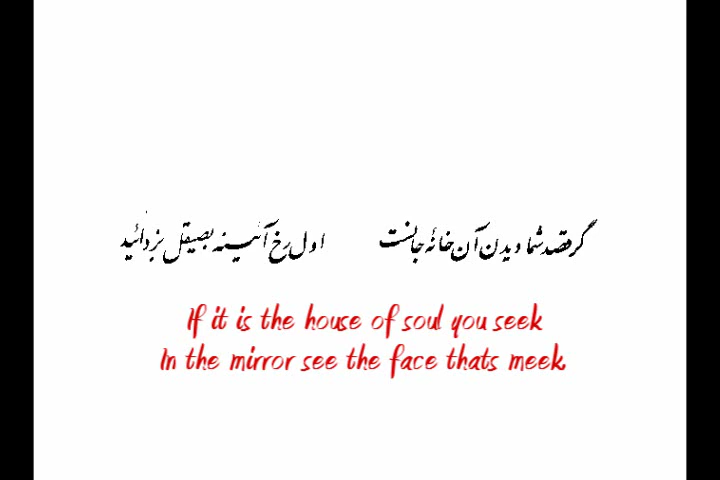 گر قصد شما دیدن آن خانهٔ جانست اول رخ آئینه بصیقل بزدائید
If it is the house of soul you seek
In the mirror see the face thats meek